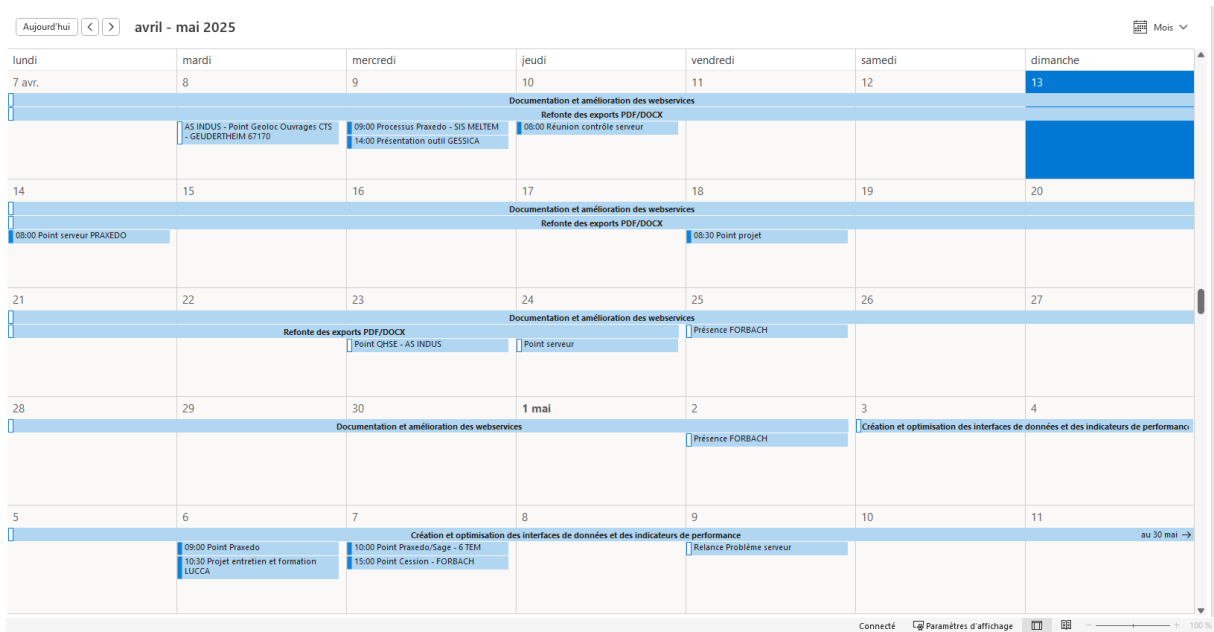 Aujourd'hui < > avril - mai 2025 Mois
lundi mardi mercredi jeudi vendredi samedi dimanche
7 avr. 8 9 10 11 12 13
Documentation et amélioration des webservices
Refonte des exports PDF/DOCX
AS INDUS - Point Geoloc Ouvrages CTS
- GEUDERTHEIM 67170
09:00 Processus Praxedo - SIS MELTEM
14:00 Présentation outil GESSICA
08:00 Réunion contrôle serveur
14 15 16 17 18 19 20
Documentation et amélioration des webservices
Refonte des exports PDF/DOCX
08:00 Point serveur PRAXEDO
08:30 Point projet
21 22 23 24 25 26 27
Documentation et amélioration des webservices
Refonte des exports PDF/DOCX
Présence FORBACH
Point QHSE - AS INDUS
Point serveur
28 29 30 1 mai 2 3 4
Documentation et amélioration des webservices
Création et optimisation des interfaces de données et des indicateurs de performance
Présence FORBACH
5 6 7 8 9 10 11
Création et optimisation des interfaces de données et des indicateurs de performance
au 30 mai →
09:00 Point Praxedo
10:30 Projet entretien et formation
LUCCA
10:00 Point Praxedo/Sage - 6 TEM
15:00 Point Cession - FORBACH
Relance Problème serveur
Connecté Paramètres d'affichage - + 100 %